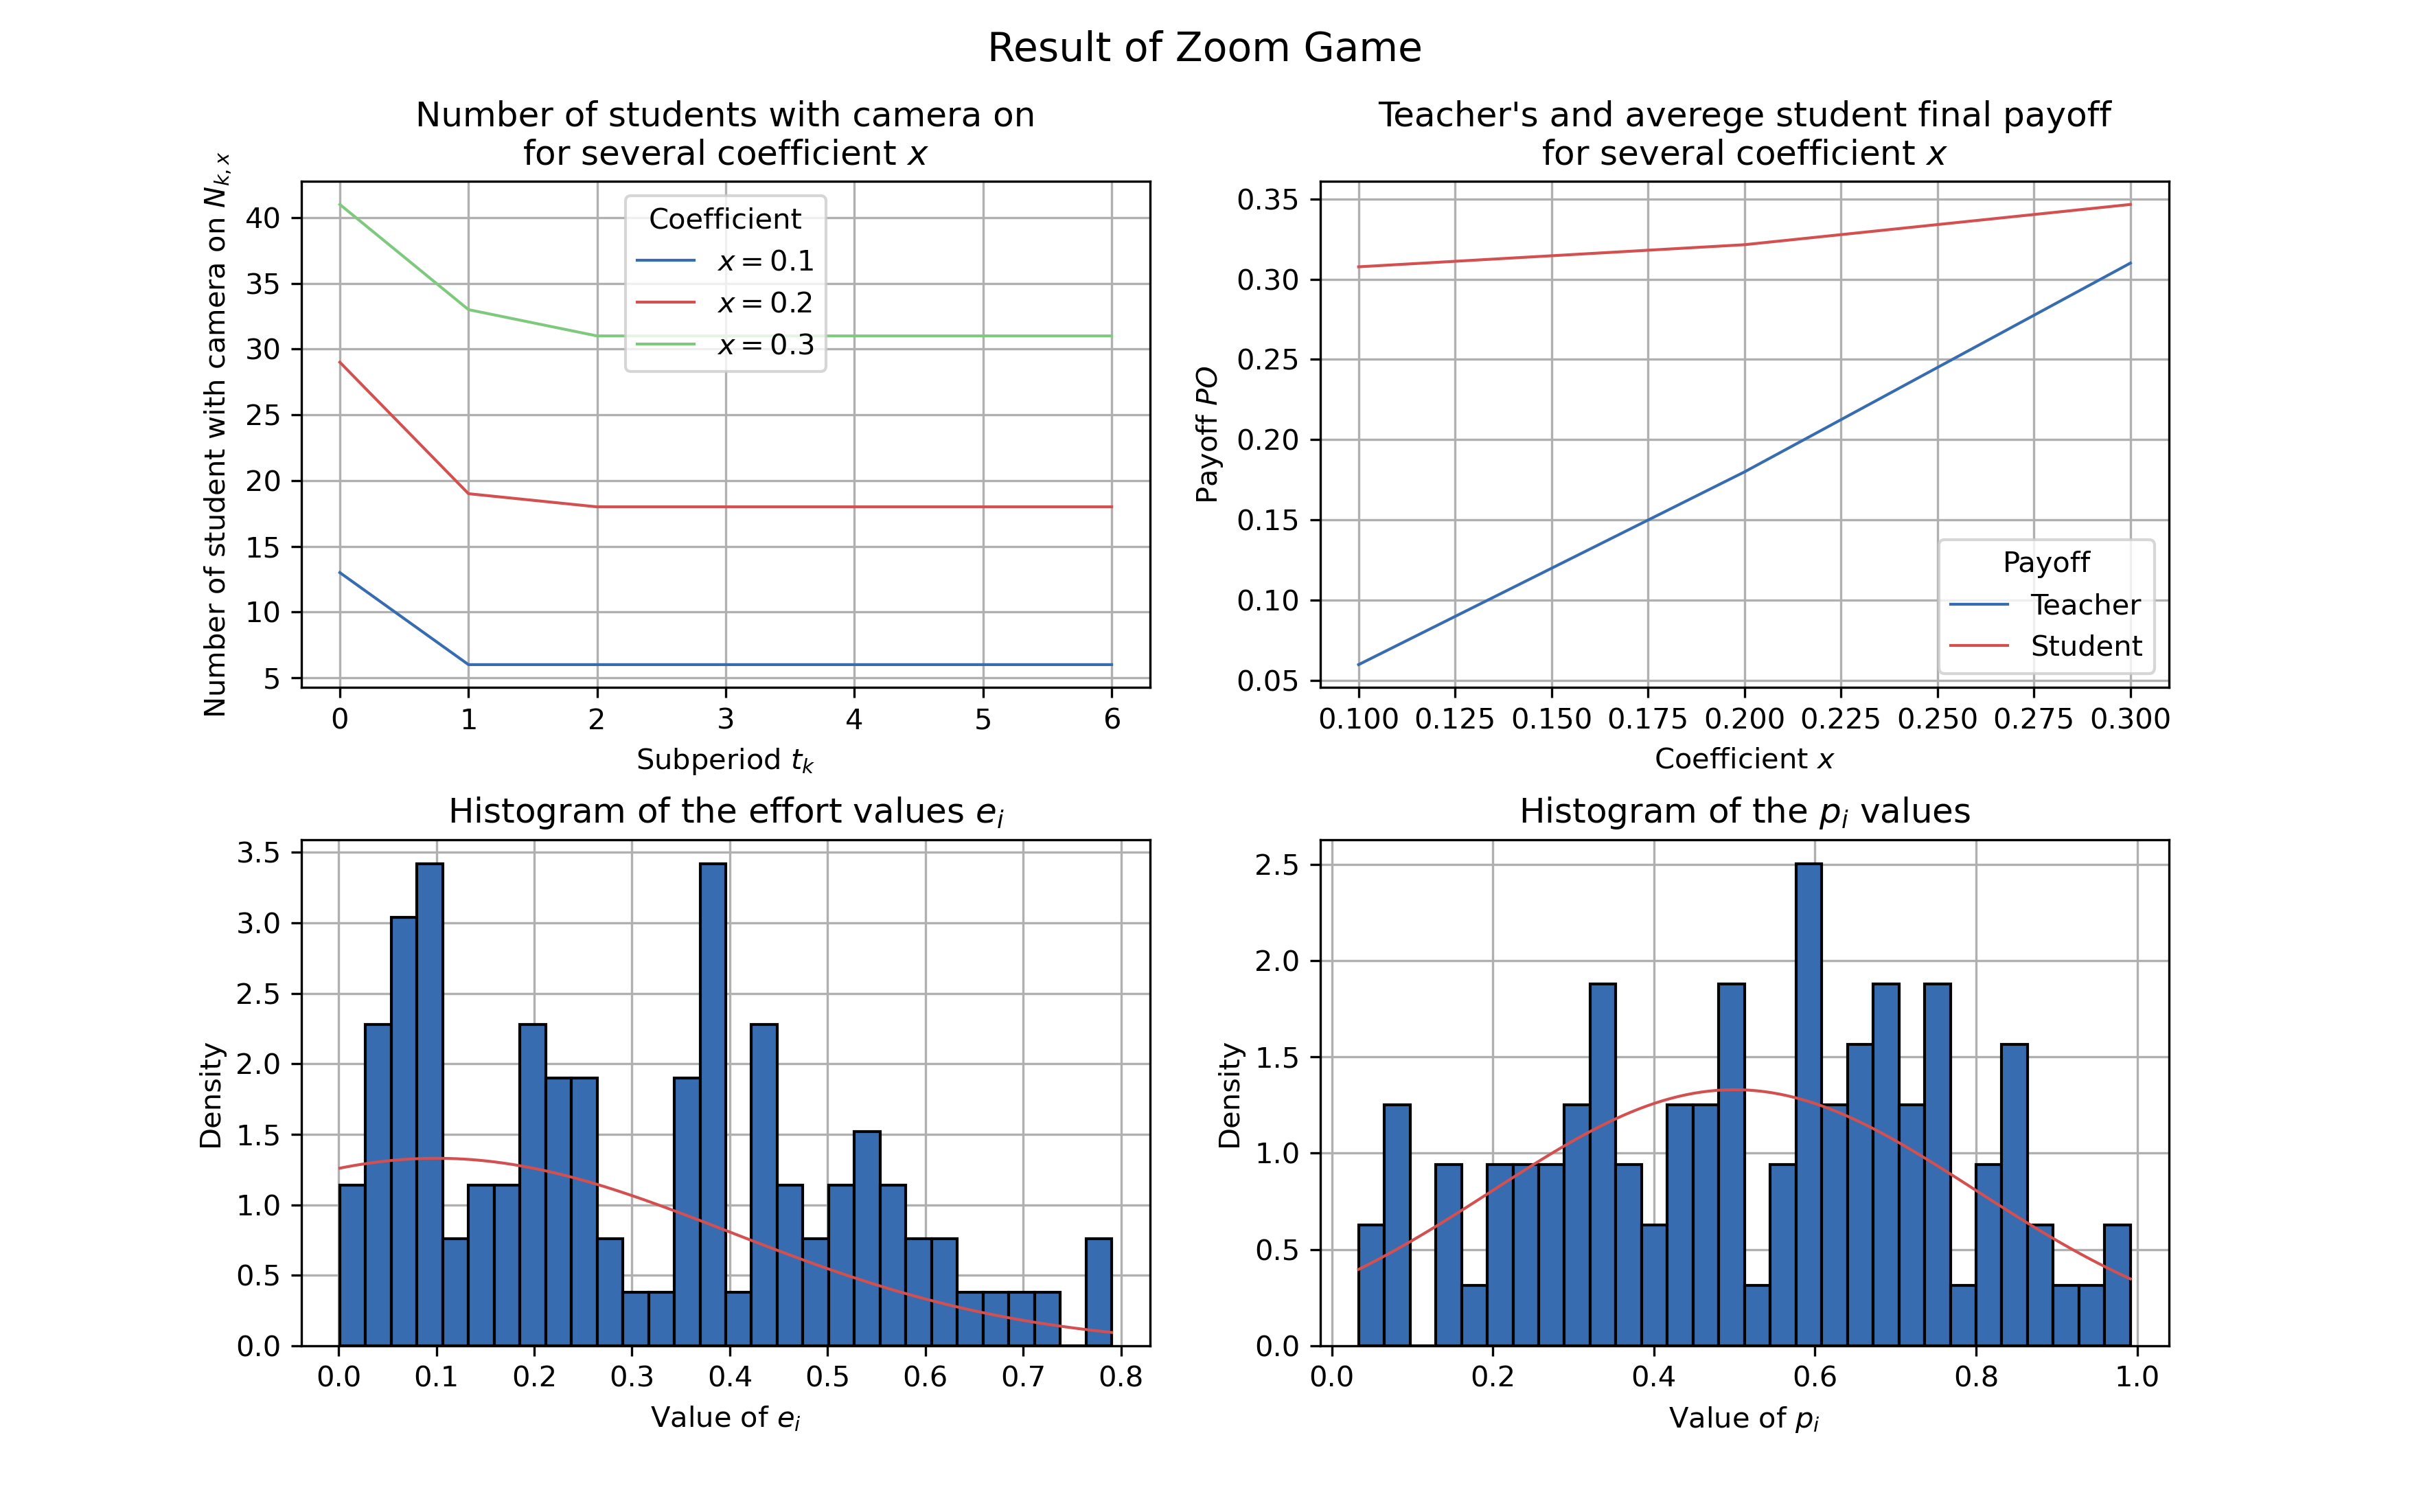 Result of Zoom Game
Number of students with camera on
for several coefficient x
Number of student with camera on N_{k,x}
40
35
30
25
20
15
10
5
Coefficient
x = 0.1
x = 0.2
x = 0.3
0 1 2 3 4 5 6
Subperiod t_k
Teacher's and averege student final payoff
for several coefficient x
Payoff PO
0.35
0.30
0.25
0.20
0.15
0.10
0.05
Payoff
Teacher
Student
0.100 0.125 0.150 0.175 0.200 0.225 0.250 0.275 0.300
Coefficient x
Histogram of the effort values e_i
Density
3.5
3.0
2.5
2.0
1.5
1.0
0.5
0.0
0.0 0.1 0.2 0.3 0.4 0.5 0.6 0.7 0.8
Value of e_i
Histogram of the p_i values
Density
2.5
2.0
1.5
1.0
0.5
0.0
0.0 0.2 0.4 0.6 0.8 1.0
Value of p_i